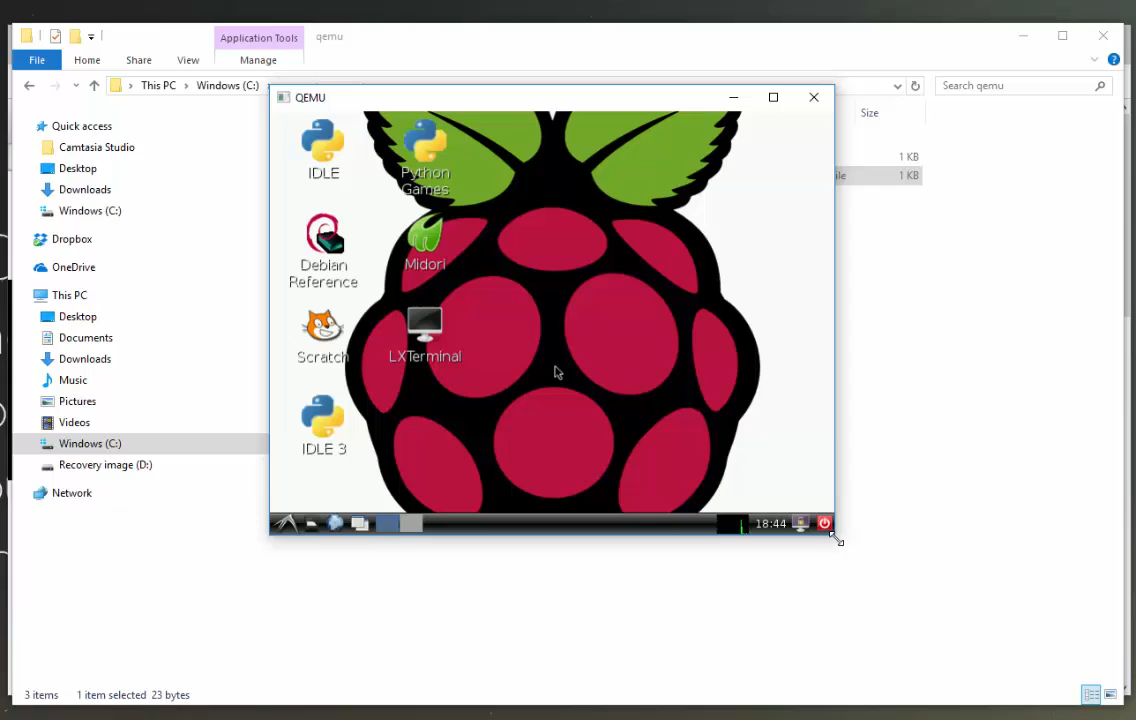 Application Tools
qemu
File
Home
Share
View
Manage
This PC
Windows (C:)
Search qemu
QEMU
Size
Quick access
Camtasia Studio
Desktop
Downloads
Windows (C:)
Dropbox
OneDrive
This PC
Desktop
Documents
Downloads
Music
Pictures
Videos
Windows (C:)
Recovery image (D:)
Network
1 KB
ile
1 KB
IDLE
Python
Games
Debian
Reference
Midori
Scratch
LXTerminal
IDLE 3
18:44
3 items
1 item selected 23 bytes